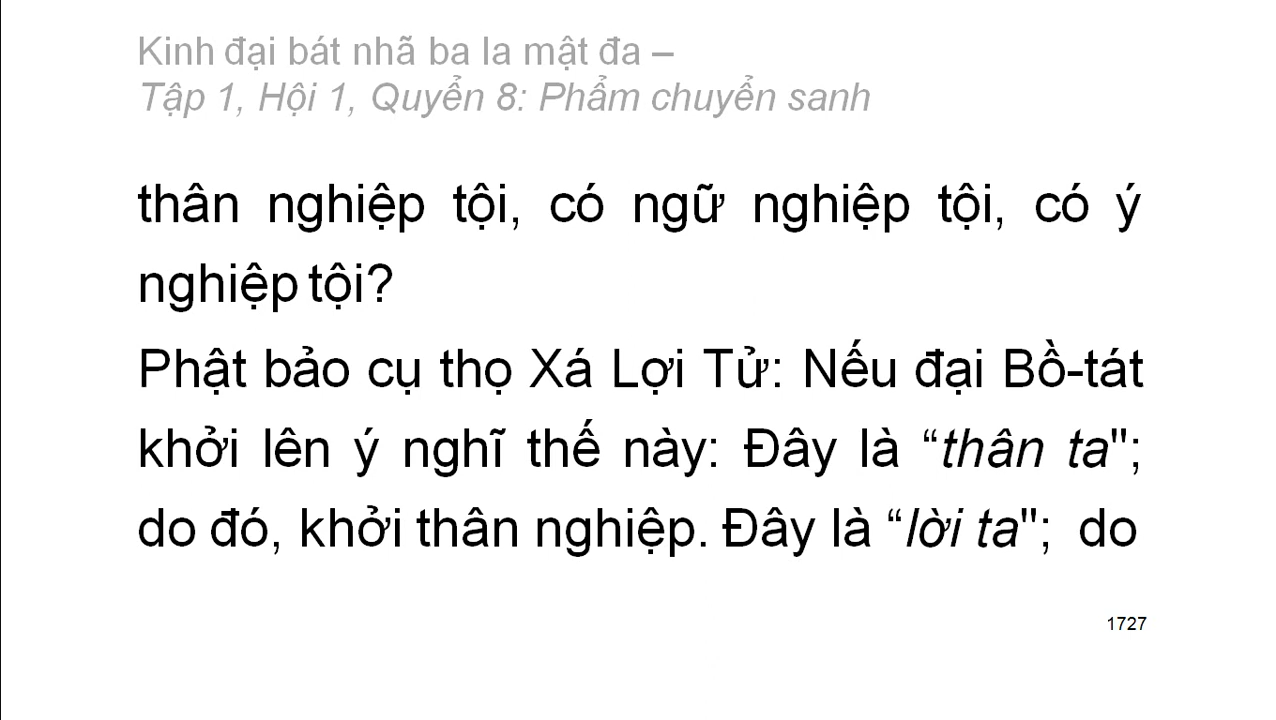 Kinh đại bát nhã ba la mật đa –
Tập 1, Hội 1, Quyển 8: Phẩm chuyển sanh
thân nghiệp tội, có ngữ nghiệp tội, có ý
nghiệp tội?
Phật bảo cụ thọ Xá Lợi Tử: Nếu đại Bồ-tát
khởi lên ý nghĩ thế này: Đây là “thân ta";
do đó, khởi thân nghiệp. Đây là “lời ta"; do
1727